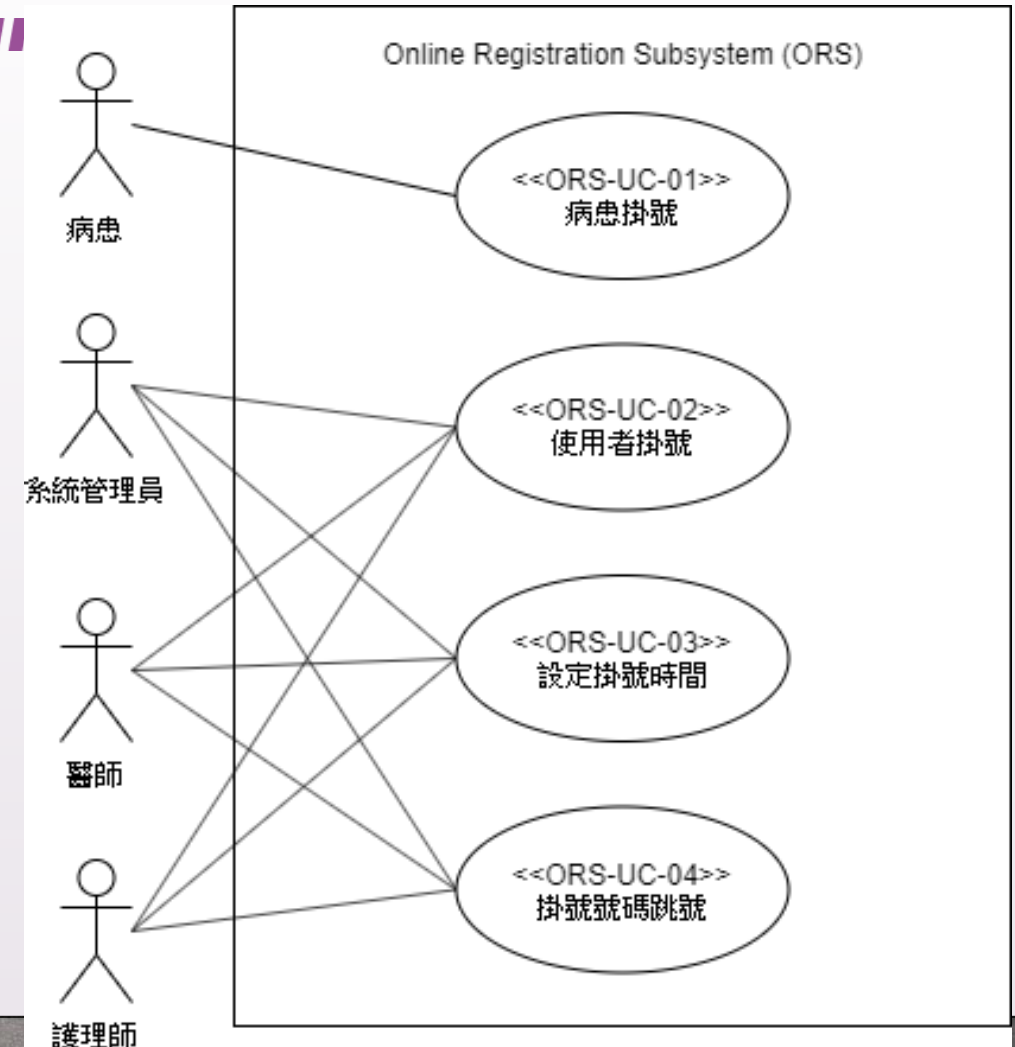 Online Registration Subsystem (ORS)
<<ORS-UC-01>>
病患掛號
病患
<<ORS-UC-02>>
使用者掛號
系統管理員
<<ORS-UC-03>>
設定掛號時間
醫師
<<ORS-UC-04>>
掛號號碼跳號
護理師